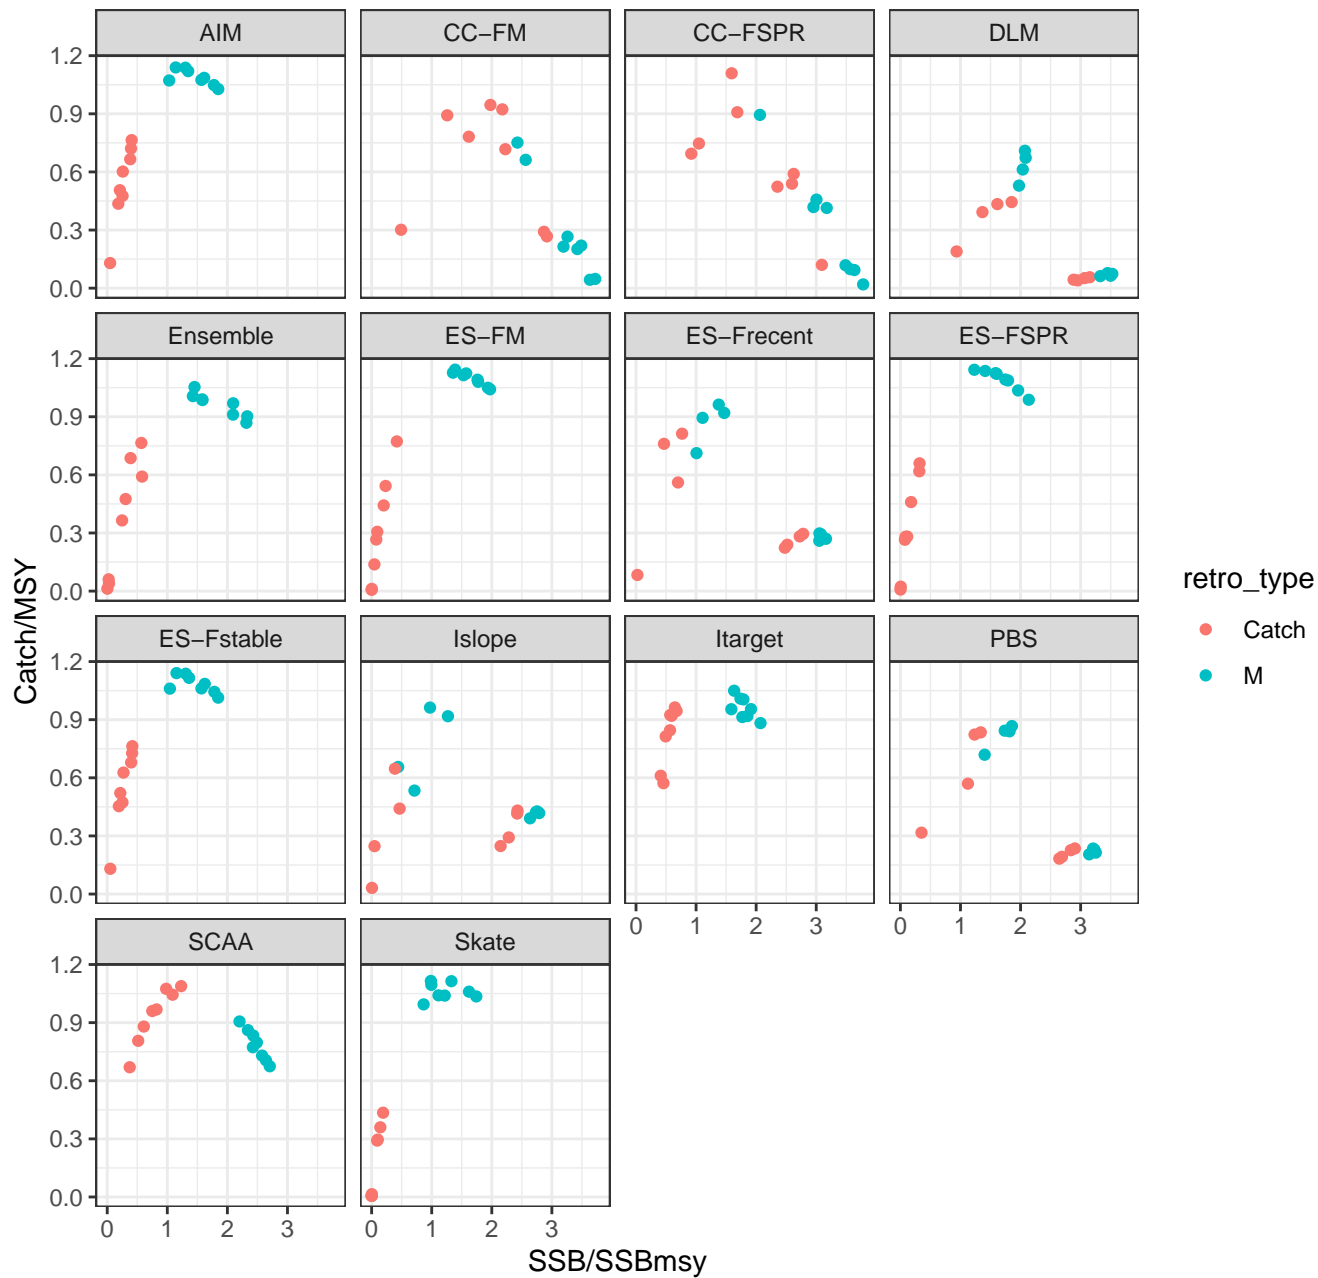 AIM CC−FM CC−FSPR DLM
1.2
0.9
0.6
0.3
0.0
Ensemble ES−FM ES−Frecent ES−FSPR
1.2
0.9
0.6
0.3
0.0
ES−Fstable Islope Itarget PBS
1.2
0.9
0.6
0.3
0.0
0 1 2 3 0 1 2 3
SCAA Skate
1.2
0.9
0.6
0.3
0.0
0 1 2 3 0 1 2 3
SSB/SSBmsy
Catch/MSY
retro_type
Catch
M